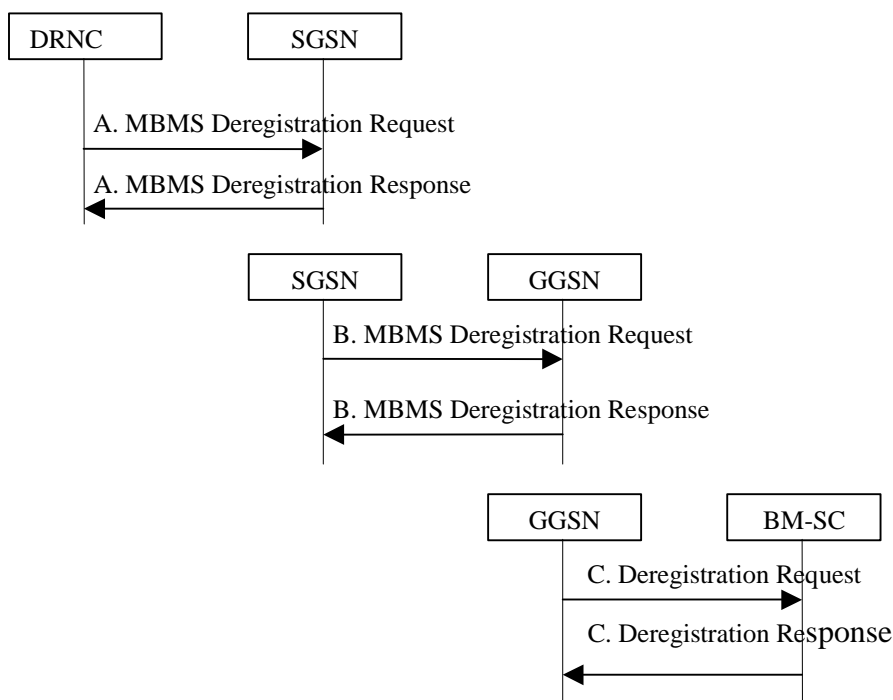 DRNC
SGSN
A. MBMS Deregistration Request
A. MBMS Deregistration Response
SGSN
GGSN
B. MBMS Deregistration Request
B. MBMS Deregistration Response
GGSN
BM-SC
C. Deregistration Request
C. Deregistration Response